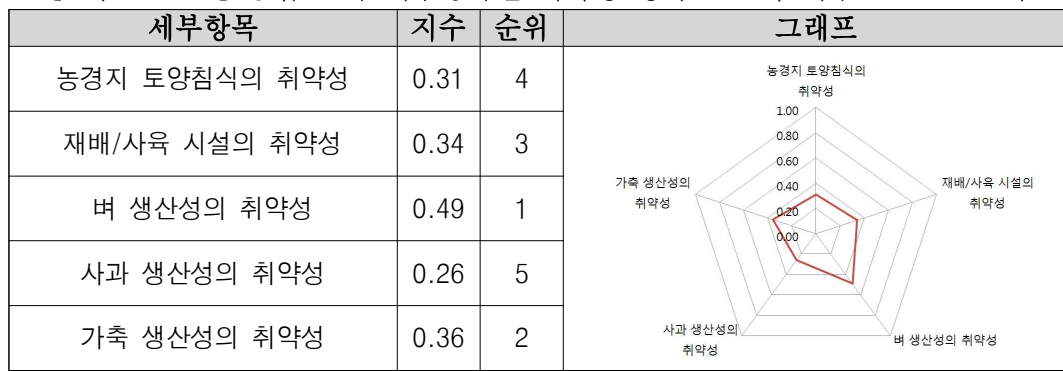 세부항목 지수 순위 그래프
농경지 토양침식의 취약성 0.31 4
재배/사육 시설의 취약성 0.34 3
벼 생산성의 취약성 0.49 1
사과 생산성의 취약성 0.26 5
가축 생산성의 취약성 0.36 2
농경지 토양침식의
취약성
1.00
0.80
0.60
0.40
0.20
0.00
가축 생산성의
취약성
재배/사육 시설의
취약성
사과 생산성의
취약성
벼 생산성의 취약성